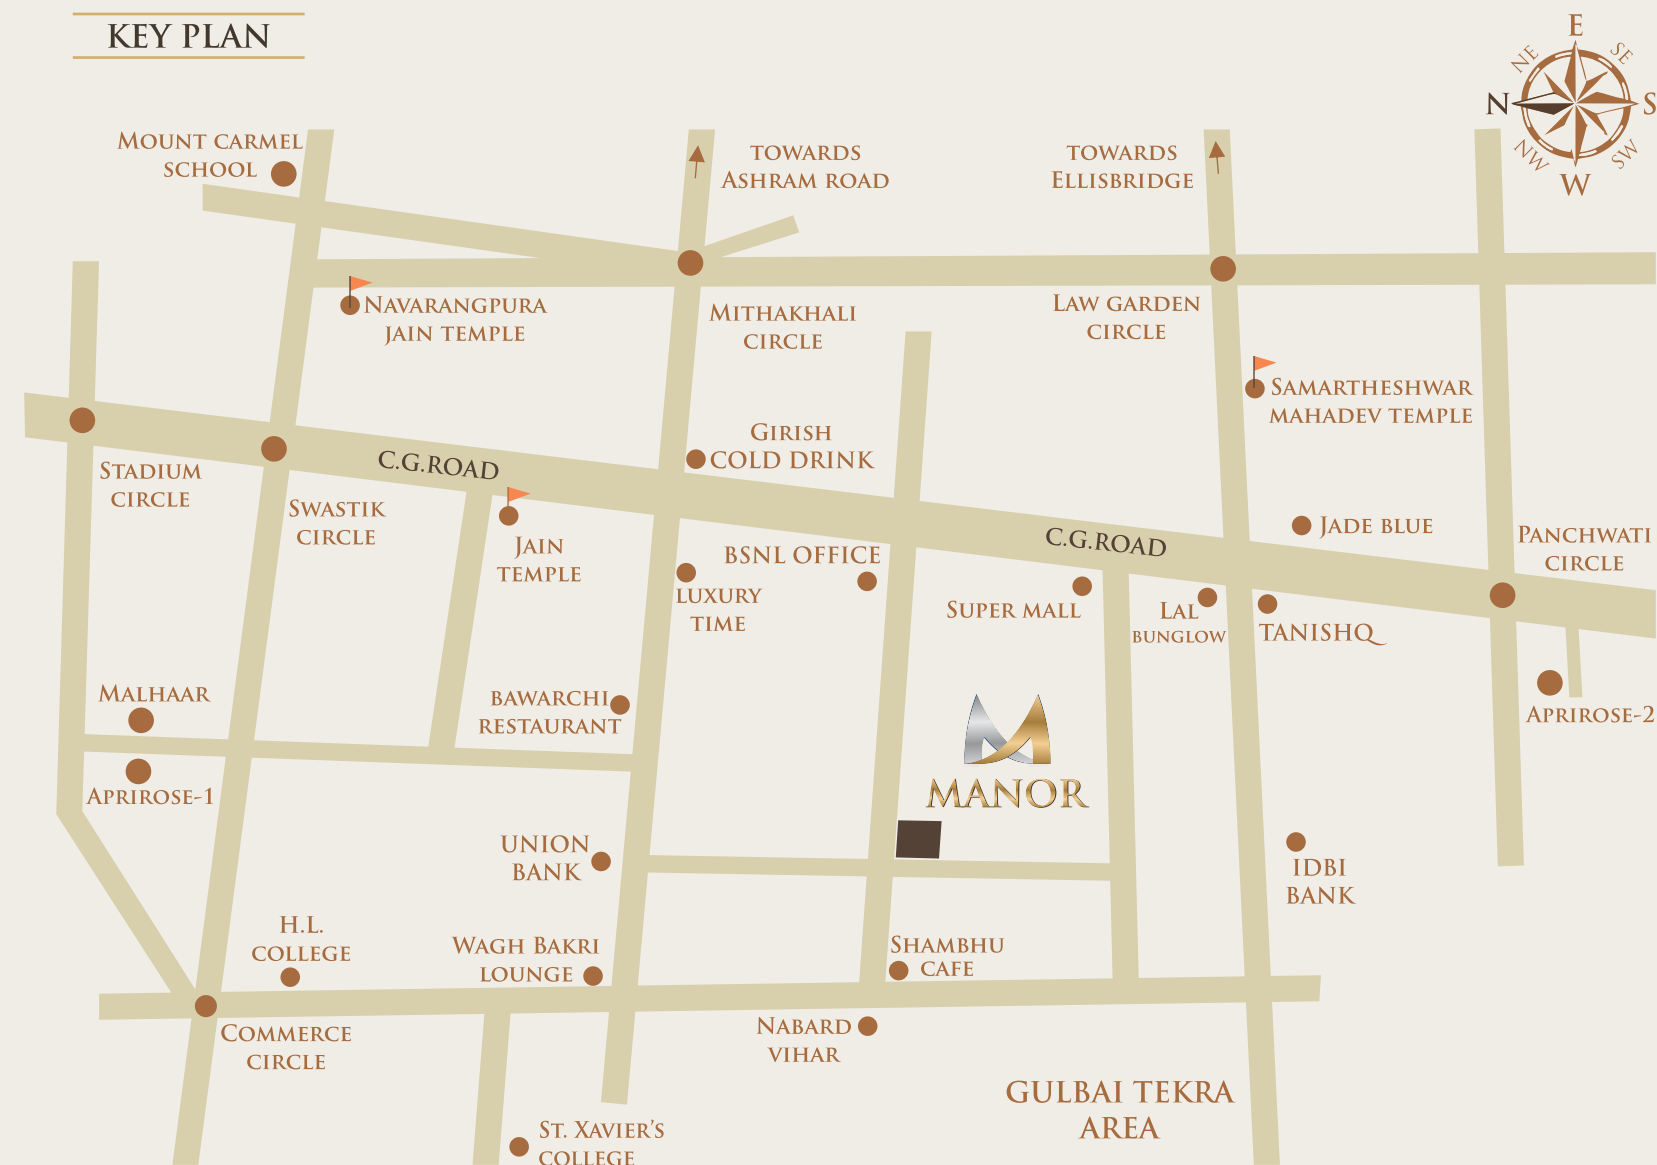 KEY PLAN
E
NE
SE
N
S
NW
SW
W
MOUNT CARMEL
SCHOOL
TOWARDS
ASHRAM ROAD
TOWARDS
ELLISBRIDGE
NAVARANGPURA
JAIN TEMPLE
MITHAKHALI
CIRCLE
LAW GARDEN
CIRCLE
SAMARTHESHWAR
MAHADEV TEMPLE
GIRISH
COLD DRINK
C.G.ROAD
STADIUM
CIRCLE
SWASTIK
CIRCLE
JAIN
TEMPLE
BSNL OFFICE
C.G.ROAD
JADE BLUE
PANCHWATI
CIRCLE
LUXURY
TIME
SUPER MALL
LAL
BUNGLOW
TANISHQ
MALHAAR
BAWARCHI
RESTAURANT
APRIROSE-2
APRIROSE-1
MANOR
UNION
BANK
IDBI
BANK
H.L.
COLLEGE
WAGH BAKRI
LOUNGE
SHAMBHU
CAFE
COMMERCE
CIRCLE
NABARD
VIHAR
GULBAI TEKRA
AREA
ST. XAVIER'S
COLLEGE